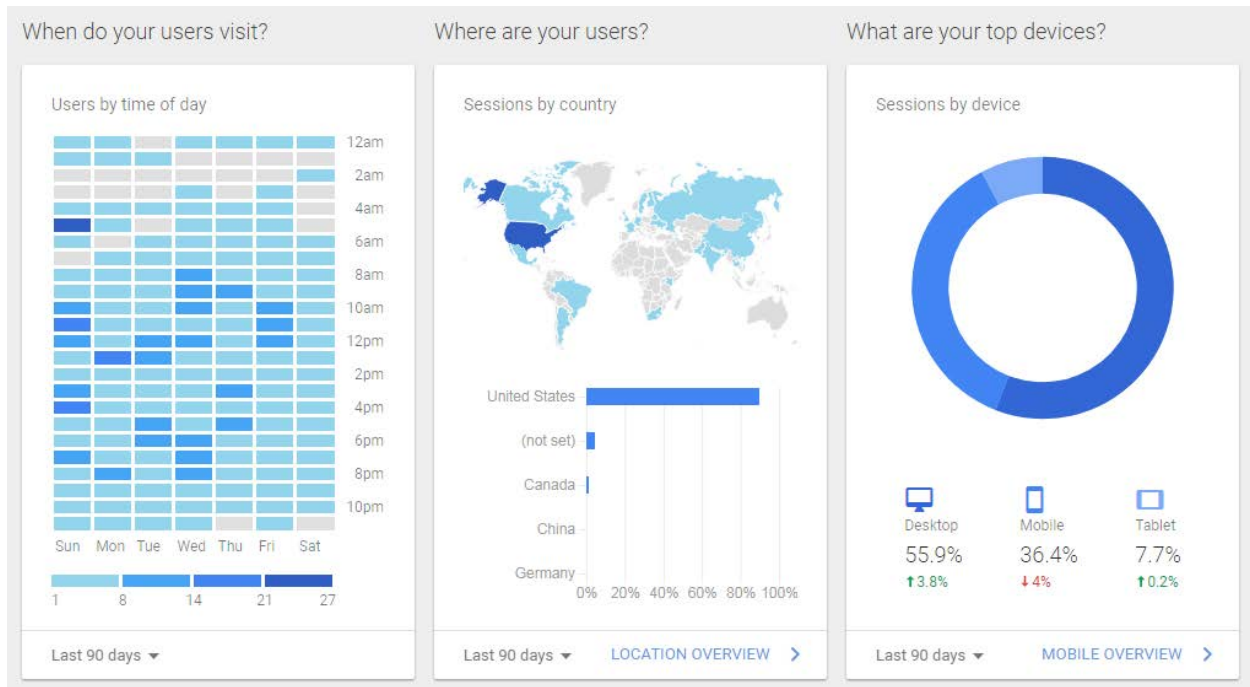 When do your users visit?
Users by time of day
12am
2am
4am
6am
8am
10am
12pm
2pm
4pm
6pm
8pm
10pm
Sun Mon Tue Wed Thu Fri Sat
1 8 14 21 27
Last 90 days
Where are your users?
Sessions by country
United States
(not set)
Canada
China
Germany
0% 20% 40% 60% 80% 100%
Last 90 days LOCATION OVERVIEW
What are your top devices?
Sessions by device
Desktop Mobile Tablet
55.9% 36.4% 7.7%
↑3.8% ↓4% ↑0.2%
Last 90 days MOBILE OVERVIEW